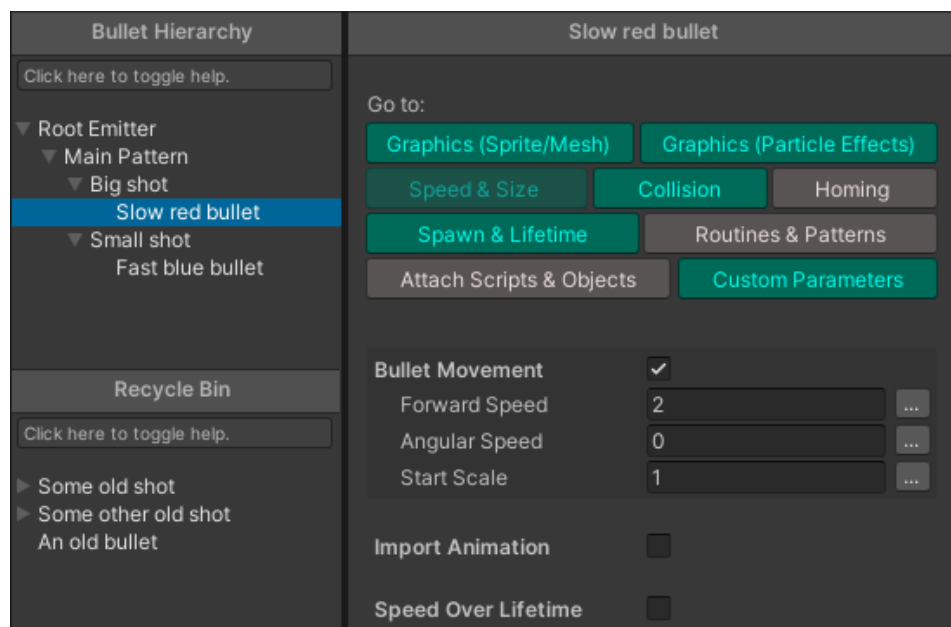 Bullet Hierarchy
Click here to toggle help.
Root Emitter
Main Pattern
Big shot
Slow red bullet
Small shot
Fast blue bullet
Recycle Bin
Click here to toggle help.
Some old shot
Some other old shot
An old bullet
Slow red bullet
Go to:
Graphics (Sprite/Mesh) Graphics (Particle Effects)
Speed & Size Collision Homing
Spawn & Lifetime Routines & Patterns
Attach Scripts & Objects Custom Parameters
Bullet Movement
Forward Speed 2 ...
Angular Speed 0 ...
Start Scale 1 ...
Import Animation
Speed Over Lifetime